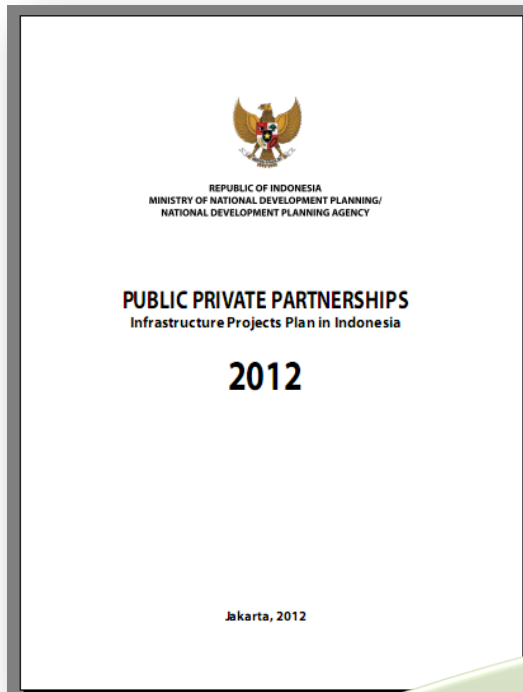 REPUBLIC OF INDONESIA
MINISTRY OF NATIONAL DEVELOPMENT PLANNING/
NATIONAL DEVELOPMENT PLANNING AGENCY
PUBLIC PRIVATE PARTNERSHIPS
Infrastructure Projects Plan in Indonesia
2012
Jakarta, 2012